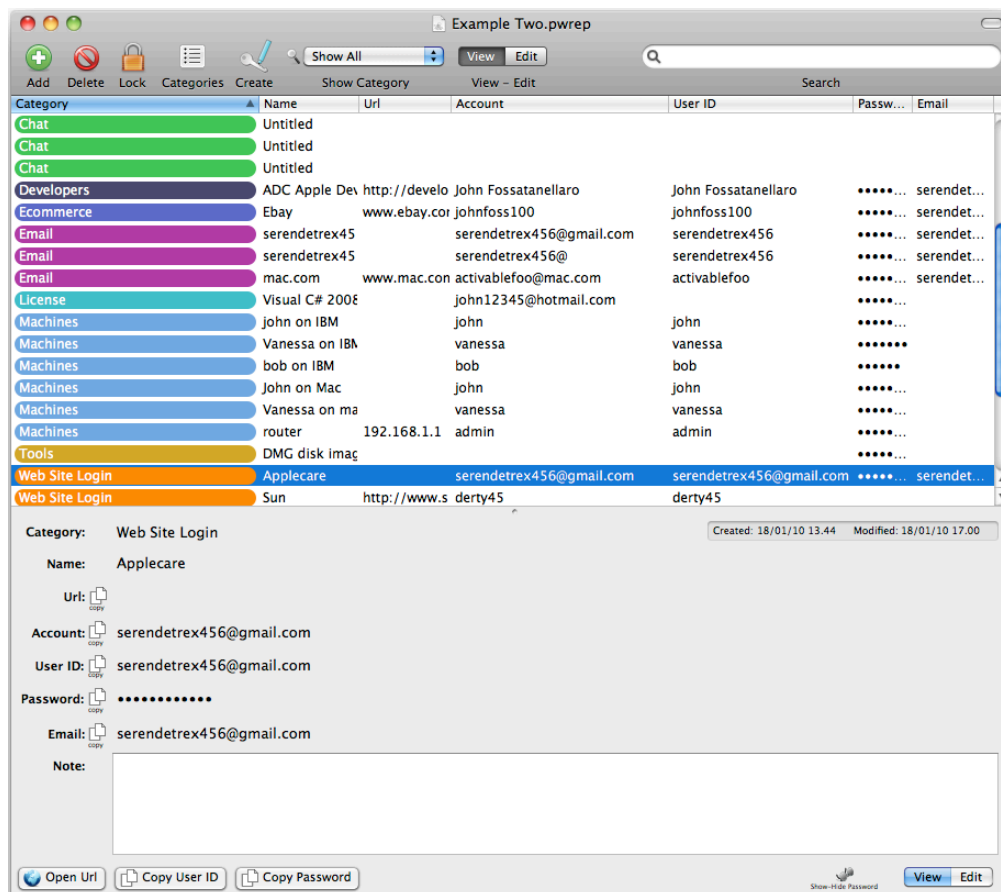 Example Two.pwrep
Show All View Edit
Add Delete Lock Categories Create Show Category View – Edit Search
Category Name Url Account User ID Passw... Email
Chat Untitled
Chat Untitled
Chat Untitled
Developers ADC Apple Dev http://develo John Fossatanellaro John Fossatanellaro •••••... serendet...
Ecommerce Ebay www.ebay.com johnfoss100 johnfoss100 •••••... serendet...
Email serendetrex45 serendetrex456@gmail.com serendetrex456 •••••... serendet...
Email serendetrex45 serendetrex456@ serendetrex456 •••••... serendet...
Email mac.com www.mac.com activablefoo@mac.com activablefoo •••••... serendet...
License Visual C# 2008 john12345@hotmail.com •••••...
Machines john on IBM john john •••••...
Machines Vanessa on IBM vanessa vanessa •••••••
Machines bob on IBM bob bob ••••••
Machines John on Mac john john •••••...
Machines Vanessa on ma vanessa vanessa •••••...
Machines router 192.168.1.1 admin admin •••••...
Tools DMG disk imag •••••...
Web Site Login Applecare serendetrex456@gmail.com serendetrex456@gmail.com •••••... serendet...
Web Site Login Sun http://www.s derty45 derty45 •••••...
Category: Web Site Login Created: 18/01/10 13.44 Modified: 18/01/10 17.00
Name: Applecare
Url: copy
Account: copy serendetrex456@gmail.com
User ID: copy serendetrex456@gmail.com
Password: copy ••••••••••••
Email: copy serendetrex456@gmail.com
Note:
Open Url Copy User ID Copy Password Show-Hide Password View Edit